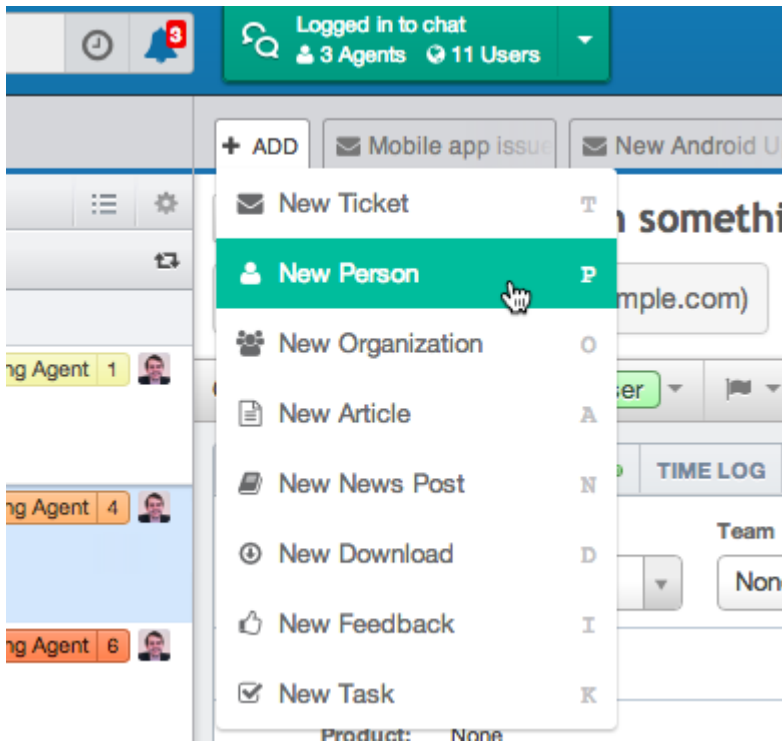 3
Logged in to chat
3 Agents 11 Users
+ ADD
Mobile app issue
New Android U
New Ticket T
someth
New Person P
mple.com)
New Organization O
ng Agent 1
ser
New Article A
TIME LOG
New News Post N
ng Agent 4
Team
New Download D
Non
New Feedback I
ng Agent 6
New Task K
Product: None